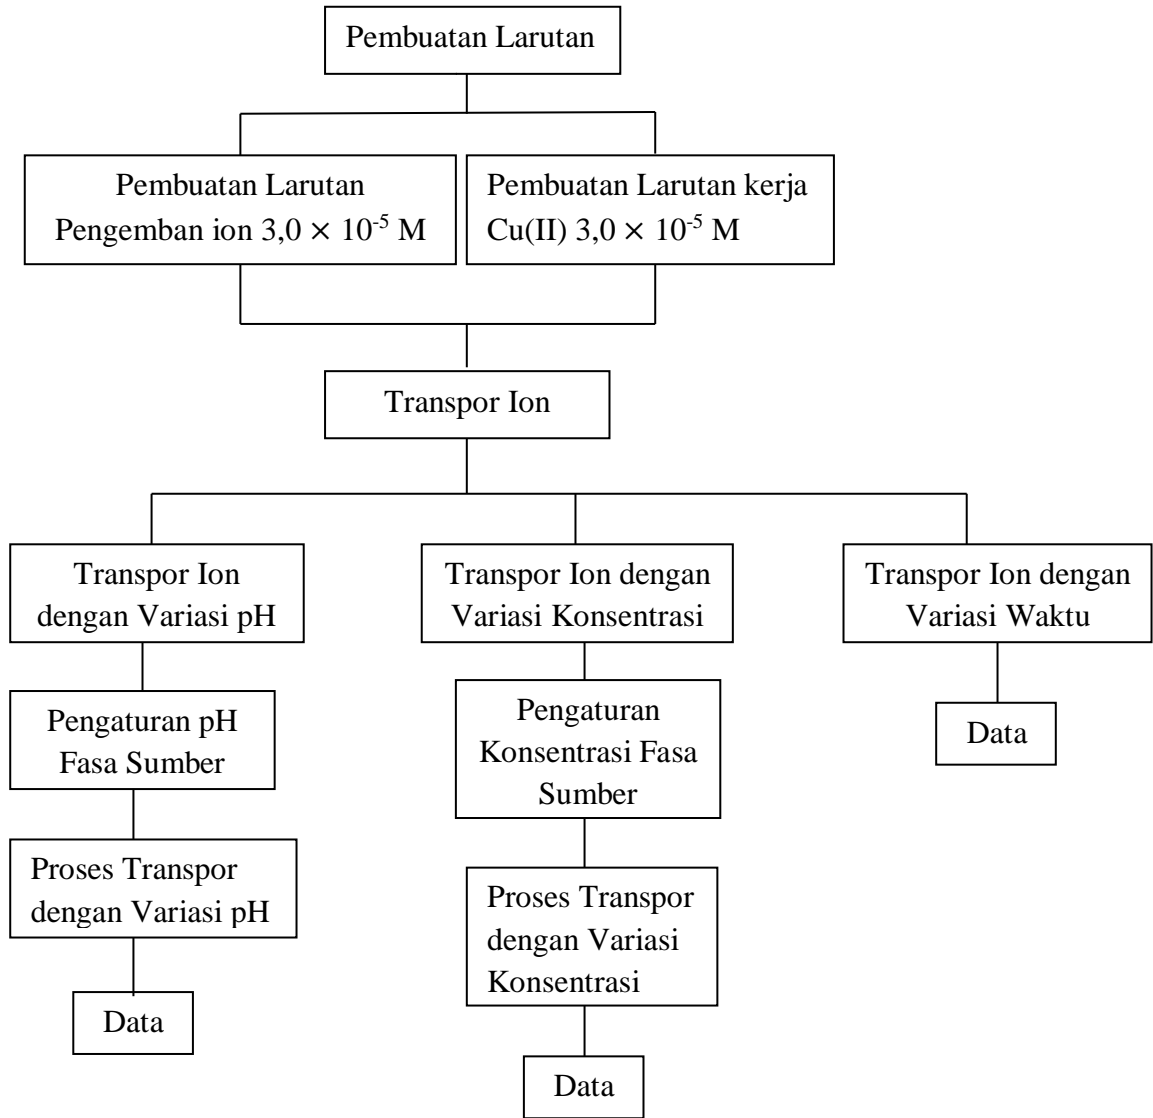 Pembuatan Larutan
Pembuatan Larutan
Pengemban ion 3,0 × 10⁻⁵ M
Pembuatan Larutan kerja
Cu(II) 3,0 × 10⁻⁵ M
Transpor Ion
Transpor Ion
dengan Variasi pH
Transpor Ion dengan
Variasi Konsentrasi
Transpor Ion dengan
Variasi Waktu
Pengaturan pH
Fasa Sumber
Pengaturan
Konsentrasi Fasa
Sumber
Data
Proses Transpor
dengan Variasi pH
Proses Transpor
dengan Variasi
Konsentrasi
Data
Data